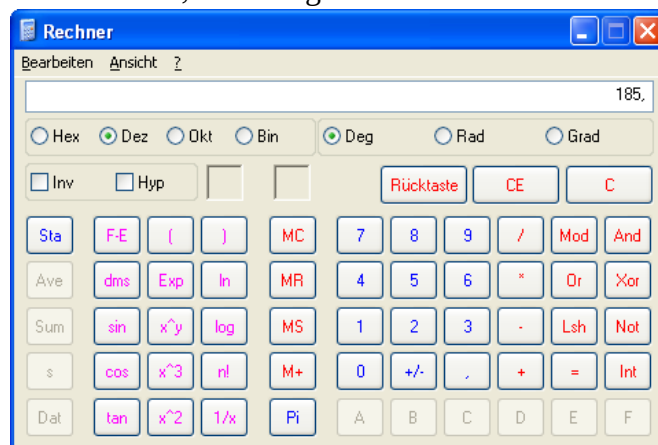 Rechner
Bearbeiten Ansicht ?
185,
Hex Dez Okt Bin Deg Rad Grad
Inv Hyp Rücktaste CE C
Sta F-E ( ) MC 7 8 9 / Mod And
Ave dms Exp ln MR 4 5 6 * Or Xor
Sum sin x^y log MS 1 2 3 - Lsh Not
s cos x^3 n! M+ 0 +/- , + = Int
Dat tan x^2 1/x Pi A B C D E F